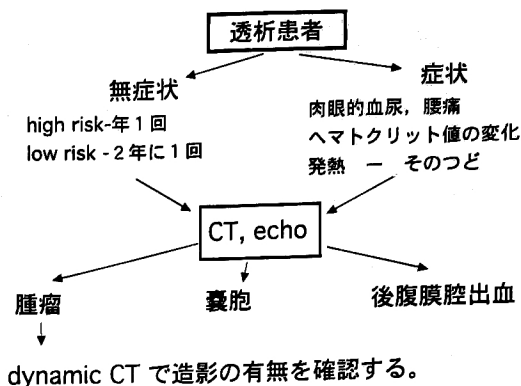 透析患者
無症状
high risk-年1回
low risk -2年に1回
症状
肉眼的血尿，腰痛
ヘマトクリット値の変化
発熱　ー　そのつど
CT, echo
腫瘤
嚢胞
後腹膜腔出血
dynamic CT で造影の有無を確認する。